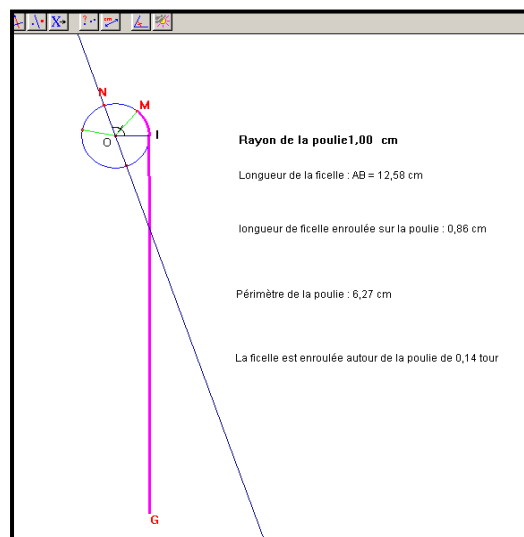 cm
N
M
O
I
Rayon de la poulie1,00 cm
Longueur de la ficelle : AB = 12,58 cm
longueur de ficelle enroulée sur la poulie : 0,86 cm
Périmètre de la poulie : 6,27 cm
La ficelle est enroulée autour de la poulie de 0,14 tour
G